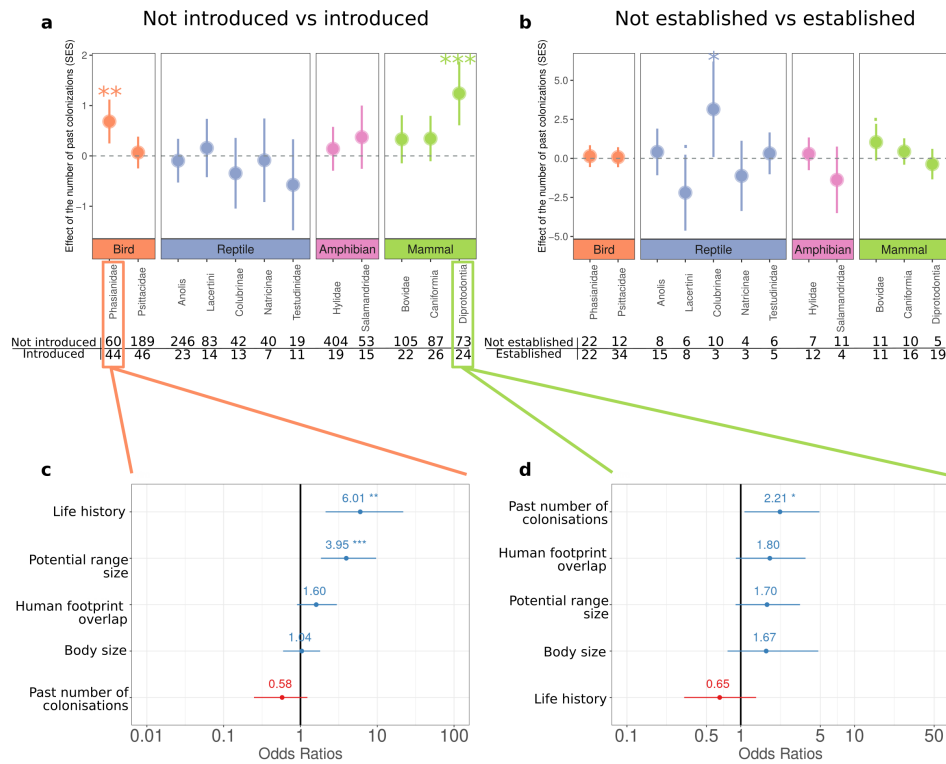 a
Not introduced vs introduced
Effect of the number of past colonizations (SES)
2
1
0
−1
**
***
Bird
Reptile
Amphibian
Mammal
Phasianidae
Psittacidae
Anolis
Lacertini
Colubrinae
Natricinae
Testudinidae
Hylidae
Salamandridae
Bovidae
Caniformia
Diprotodontia
Not introduced 60 189 246 83 42 40 19 404 53 105 87 73
Introduced 44 46 23 14 13 7 11 19 15 22 26 24
b
Not established vs established
Effect of the number of past colonizations (SES)
5.0
2.5
0.0
−2.5
−5.0
.
*
.
Bird
Reptile
Amphibian
Mammal
Phasianidae
Psittacidae
Anolis
Lacertini
Colubrinae
Natricinae
Testudinidae
Hylidae
Salamandridae
Bovidae
Caniformia
Diprotodontia
Not established 22 12 8 6 10 4 6 7 11 11 10 5
Established 22 34 15 8 3 3 5 12 4 11 16 19
c
Life history
Potential range
size
Human footprint
overlap
Body size
Past number of
colonisations
6.01 **
3.95 ***
1.60
1.04
0.58
0.01 0.1 1 10 100
Odds Ratios
d
Past number of
colonisations
Human footprint
overlap
Potential range
size
Body size
Life history
2.21 *
1.80
1.70
1.67
0.65
0.1 0.5 1 5 10 50
Odds Ratios